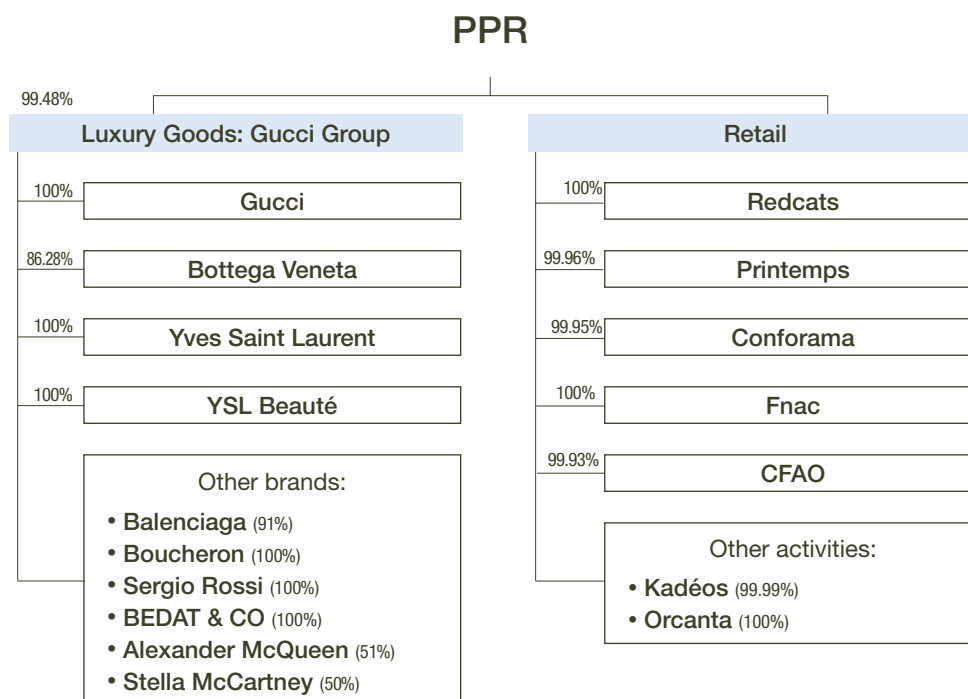 PPR
99.48%
Luxury Goods: Gucci Group
100%
Gucci
86.28%
Bottega Veneta
100%
Yves Saint Laurent
100%
YSL Beauté
Other brands:
• Balenciaga (91%)
• Boucheron (100%)
• Sergio Rossi (100%)
• BEDAT & CO (100%)
• Alexander McQueen (51%)
• Stella McCartney (50%)
Retail
100%
Redcats
99.96%
Printemps
99.95%
Conforama
100%
Fnac
99.93%
CFAO
Other activities:
• Kadéos (99.99%)
• Orcanta (100%)